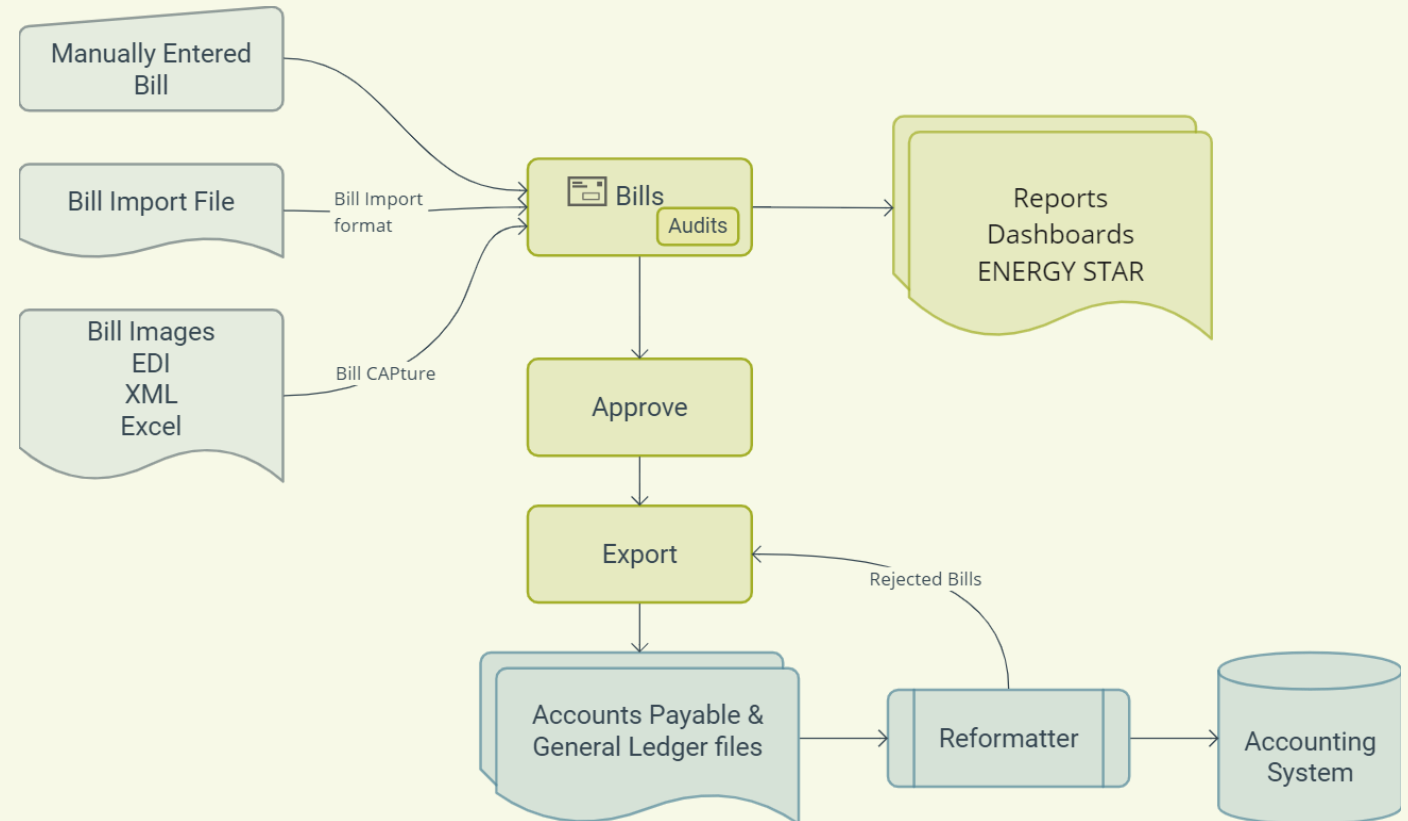 Manually Entered
Bill
Bill Import File
Bill Import
format
Bill Images
EDI
XML
Excel
Bill CAPture
Bills
Audits
Reports
Dashboards
ENERGY STAR
Approve
Export
Rejected Bills
Accounts Payable &
General Ledger files
Reformatter
Accounting
System